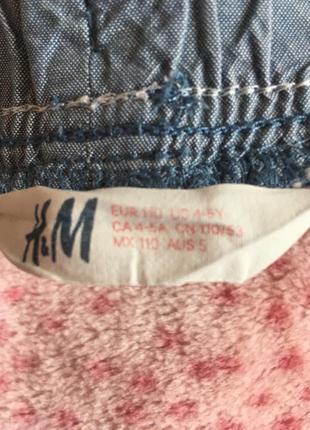 H&M
EUR 110 US 4-5Y
CA 4-5A CN 110/53
MX 110 AUS 5